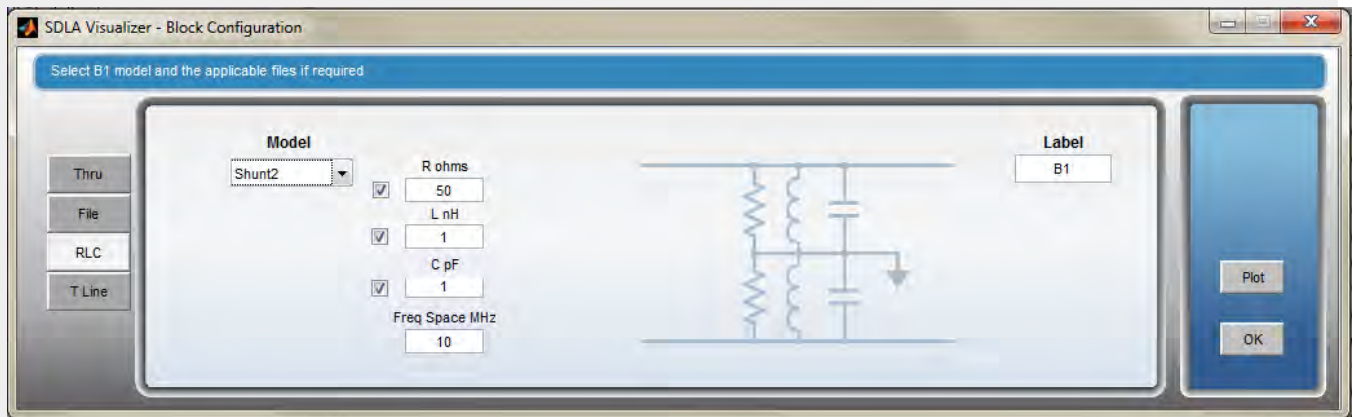 SDLA Visualizer - Block Configuration
Select B1 model and the applicable files if required
Thru
File
RLC
T Line
Model
Shunt2
R ohms
50
L nH
1
C pF
1
Freq Space MHz
10
Label
B1
Plot
OK